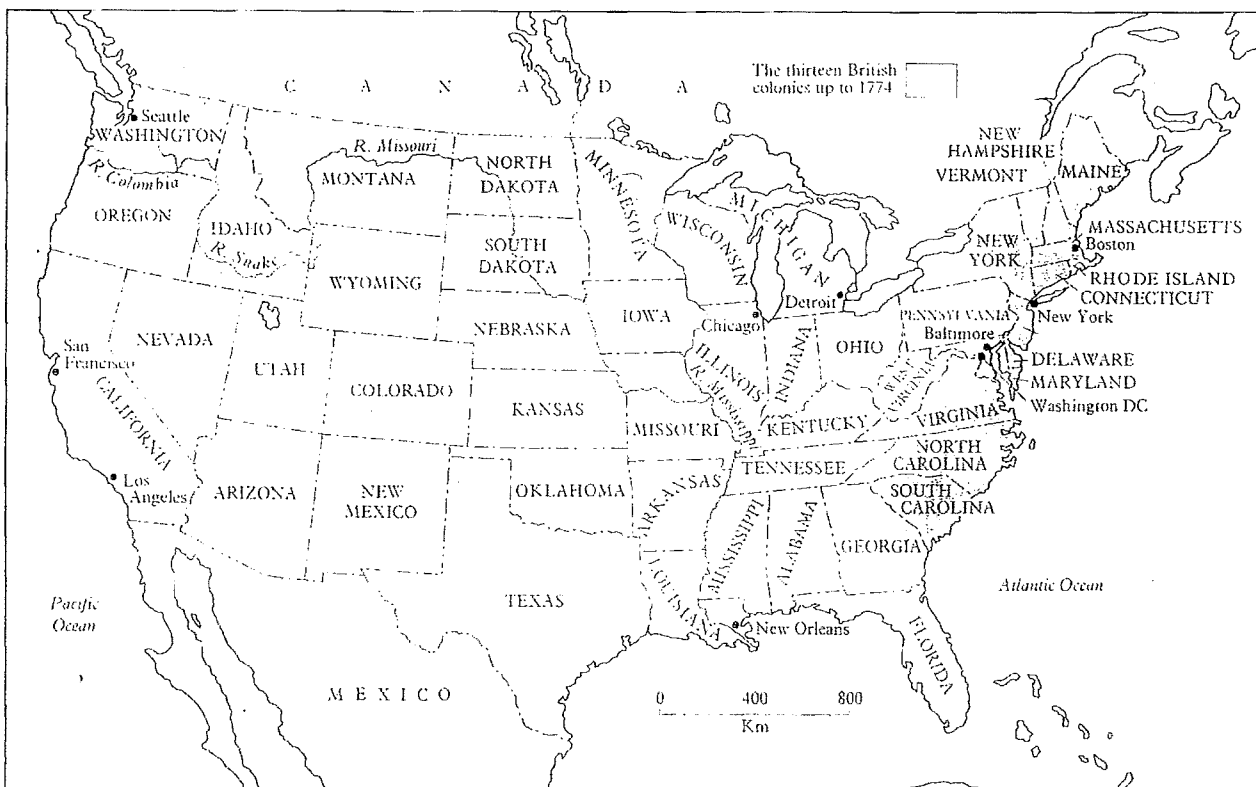 The thirteen British
colonies up to 1774
C A N A D A
Seattle
WASHINGTON
R. Colombia
OREGON
IDAHO
R. Snake
R. Missouri
MONTANA
NORTH
DAKOTA
SOUTH
DAKOTA
WYOMING
MINNESOTA
WISCONSIN
MICHIGAN
NEW
HAMPSHIRE
VERMONT
MAINE
MASSACHUSETTS
Boston
NEW
YORK
RHODE ISLAND
CONNECTICUT
New York
PENNSYLVANIA
Baltimore
DELAWARE
MARYLAND
Washington DC
Detroit
Chicago
IOWA
NEBRASKA
NEVADA
UTAH
COLORADO
KANSAS
San
Francisco
CALIFORNIA
Los
Angeles
ILLINOIS
R. Mississippi
INDIANA
OHIO
WEST
VIRGINIA
VIRGINIA
KENTUCKY
MISSOURI
TENNESSEE
NORTH
CAROLINA
SOUTH
CAROLINA
ARIZONA
NEW
MEXICO
OKLAHOMA
ARKANSAS
MISSISSIPPI
ALABAMA
GEORGIA
TEXAS
LOUISIANA
New Orleans
FLORIDA
Pacific
Ocean
Atlantic Ocean
MEXICO
0 400 800
Km